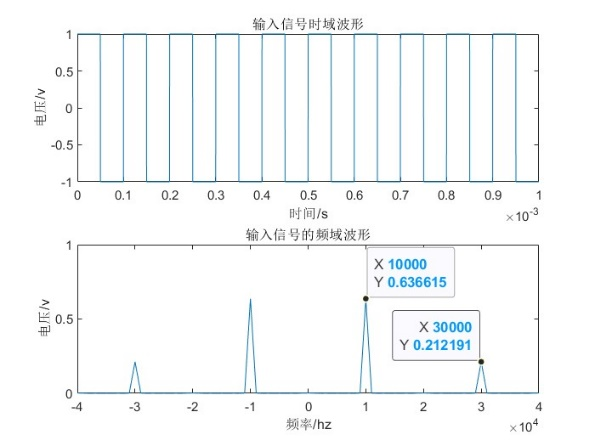 输入信号时域波形
1
0.5
0
-0.5
-1
电压/v
0 0.1 0.2 0.3 0.4 0.5 0.6 0.7 0.8 0.9 1
时间/s
×10-3
输入信号的频域波形
1
0.5
0
电压/v
X 10000
Y 0.636615
X 30000
Y 0.212191
-4 -3 -2 -1 0 1 2 3 4
频率/hz
×104